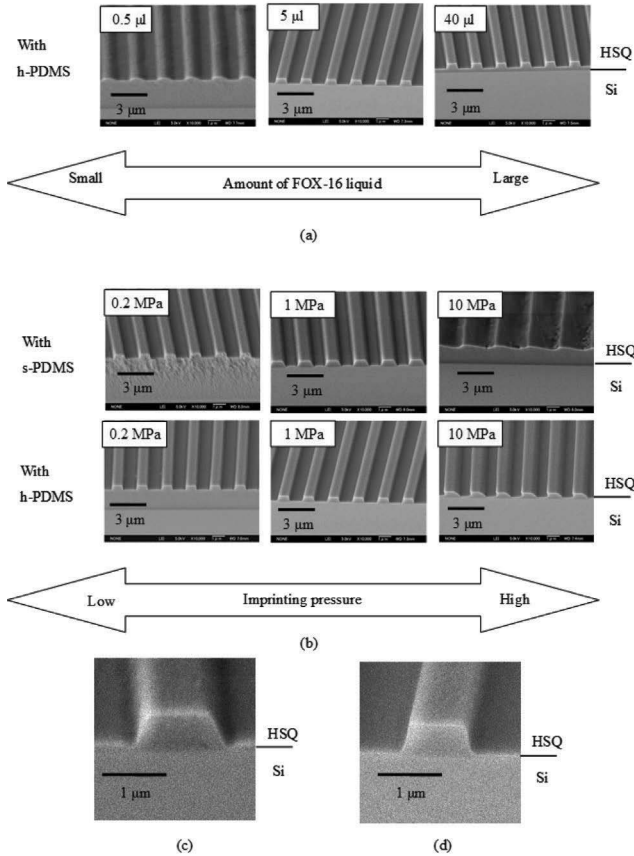 0.5 µl
5 µl
40 µl
With
h-PDMS
HSQ
Si
3 µm
3 µm
3 µm
Small
Amount of FOX-16 liquid
Large
(a)
0.2 MPa
1 MPa
10 MPa
With
s-PDMS
HSQ
Si
3 µm
3 µm
3 µm
0.2 MPa
1 MPa
10 MPa
With
h-PDMS
HSQ
Si
3 µm
3 µm
3 µm
Low
Imprinting pressure
High
(b)
HSQ
Si
1 µm
HSQ
Si
1 µm
(c)
(d)